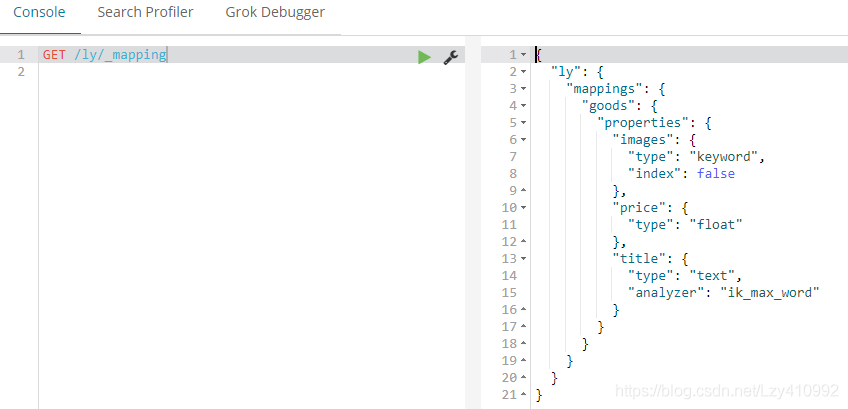 Console Search Profiler Grok Debugger
1 GET /ly/_mapping
2
1 {
2 "ly": {
3 "mappings": {
4 "goods": {
5 "properties": {
6 "images": {
7 "type": "keyword",
8 "index": false
9 },
10 "price": {
11 "type": "float"
12 },
13 "title": {
14 "type": "text",
15 "analyzer": "ik_max_word"
16 }
17 }
18 }
19 }
20 }
21 }
https://blog.csdn.net/Lzy410992